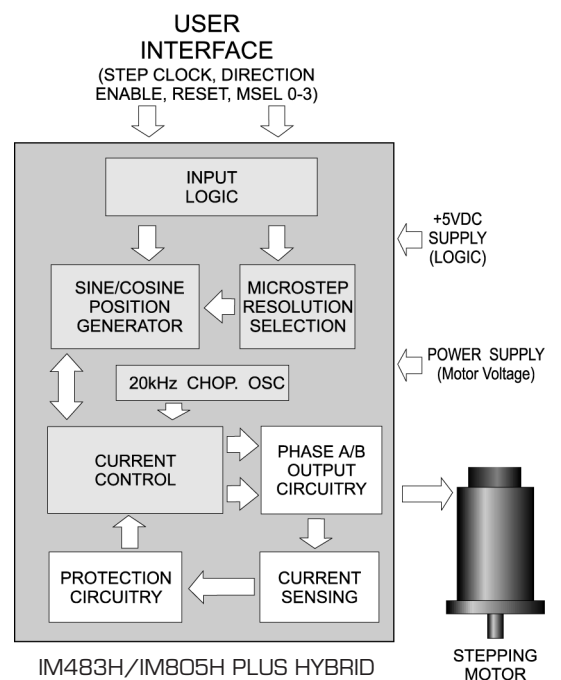 USER
INTERFACE
(STEP CLOCK, DIRECTION
ENABLE, RESET, MSEL 0-3)
INPUT
LOGIC
+5VDC
SUPPLY
(LOGIC)
SINE/COSINE
POSITION
GENERATOR
MICROSTEP
RESOLUTION
SELECTION
POWER SUPPLY
(Motor Voltage)
20kHz CHOP. OSC
CURRENT
CONTROL
PHASE A/B
OUTPUT
CIRCUITRY
PROTECTION
CIRCUITRY
CURRENT
SENSING
STEPPING
MOTOR
IM483H/IM805H PLUS HYBRID